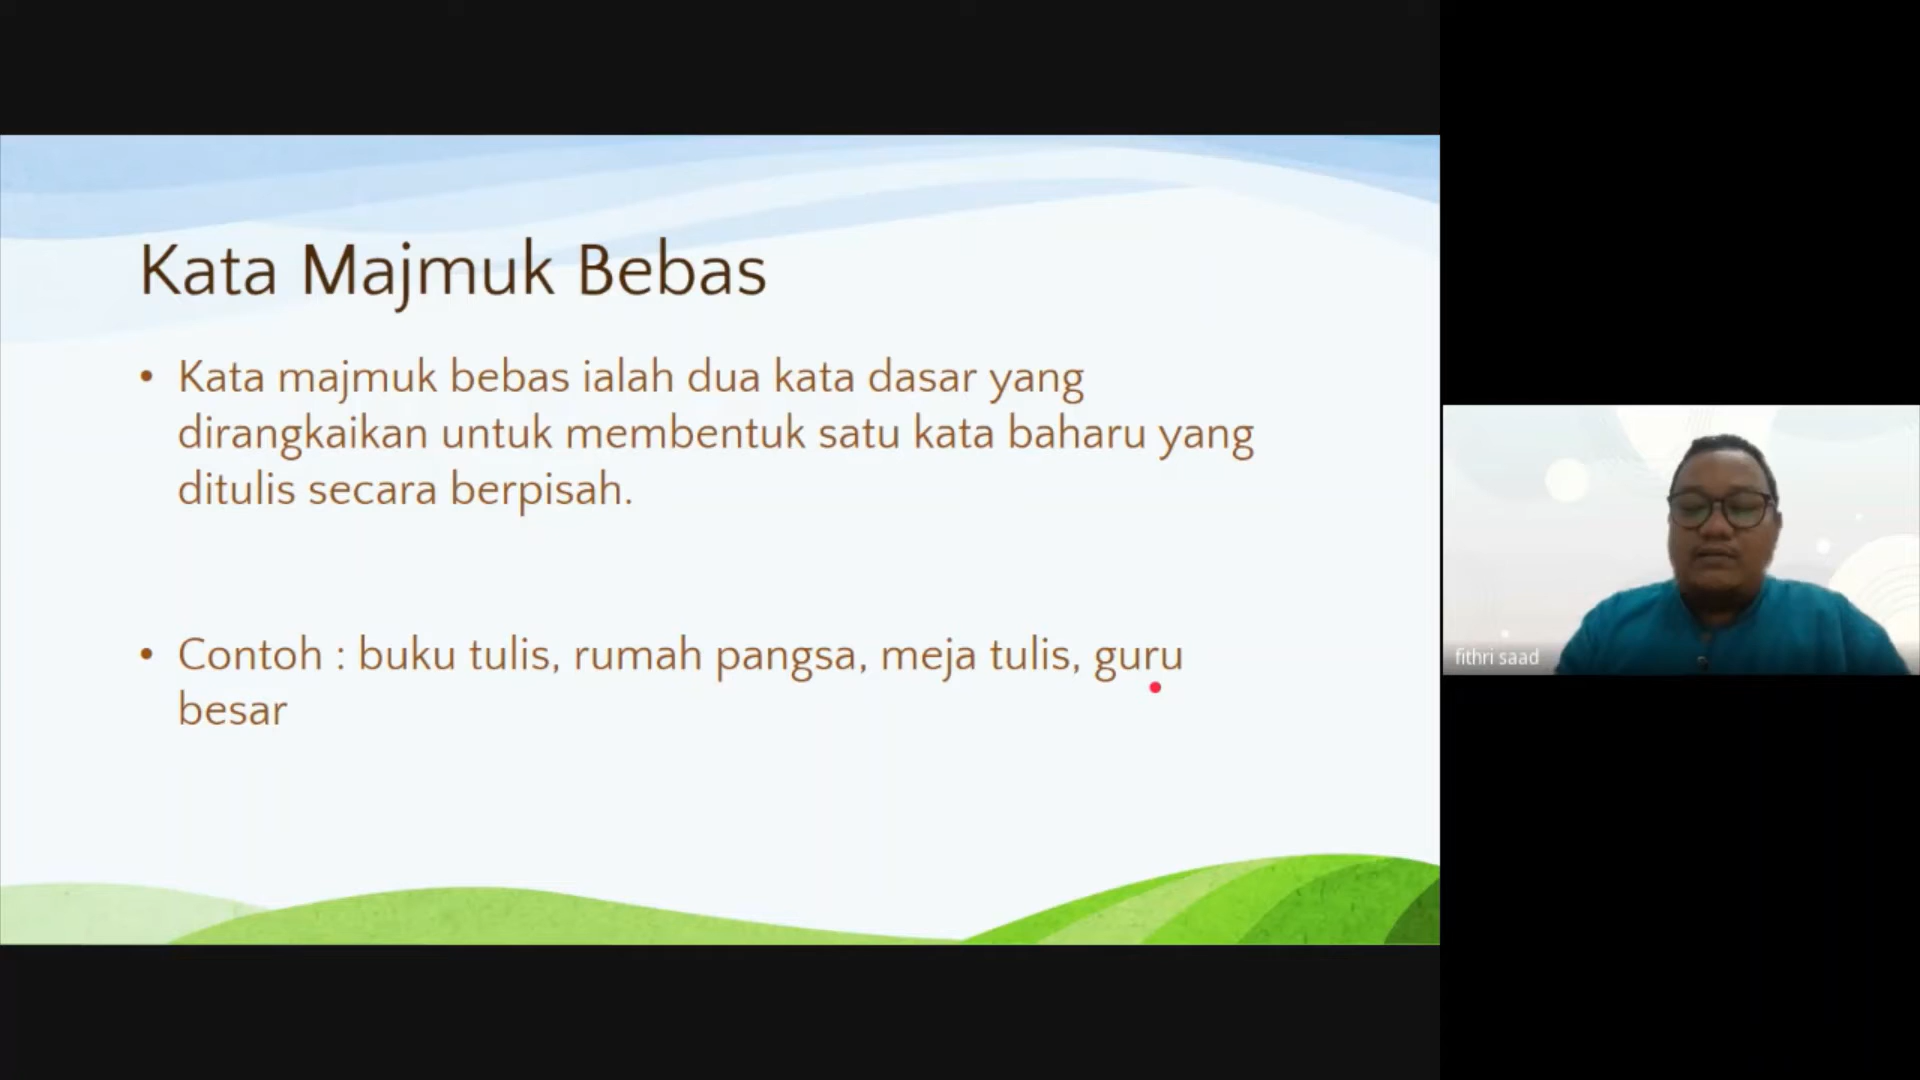 Kata Majmuk Bebas
• Kata majmuk bebas ialah dua kata dasar yang
dirangkaikan untuk membentuk satu kata baharu yang
ditulis secara berpisah.
• Contoh : buku tulis, rumah pangsa, meja tulis, guru
besar
fithri saad